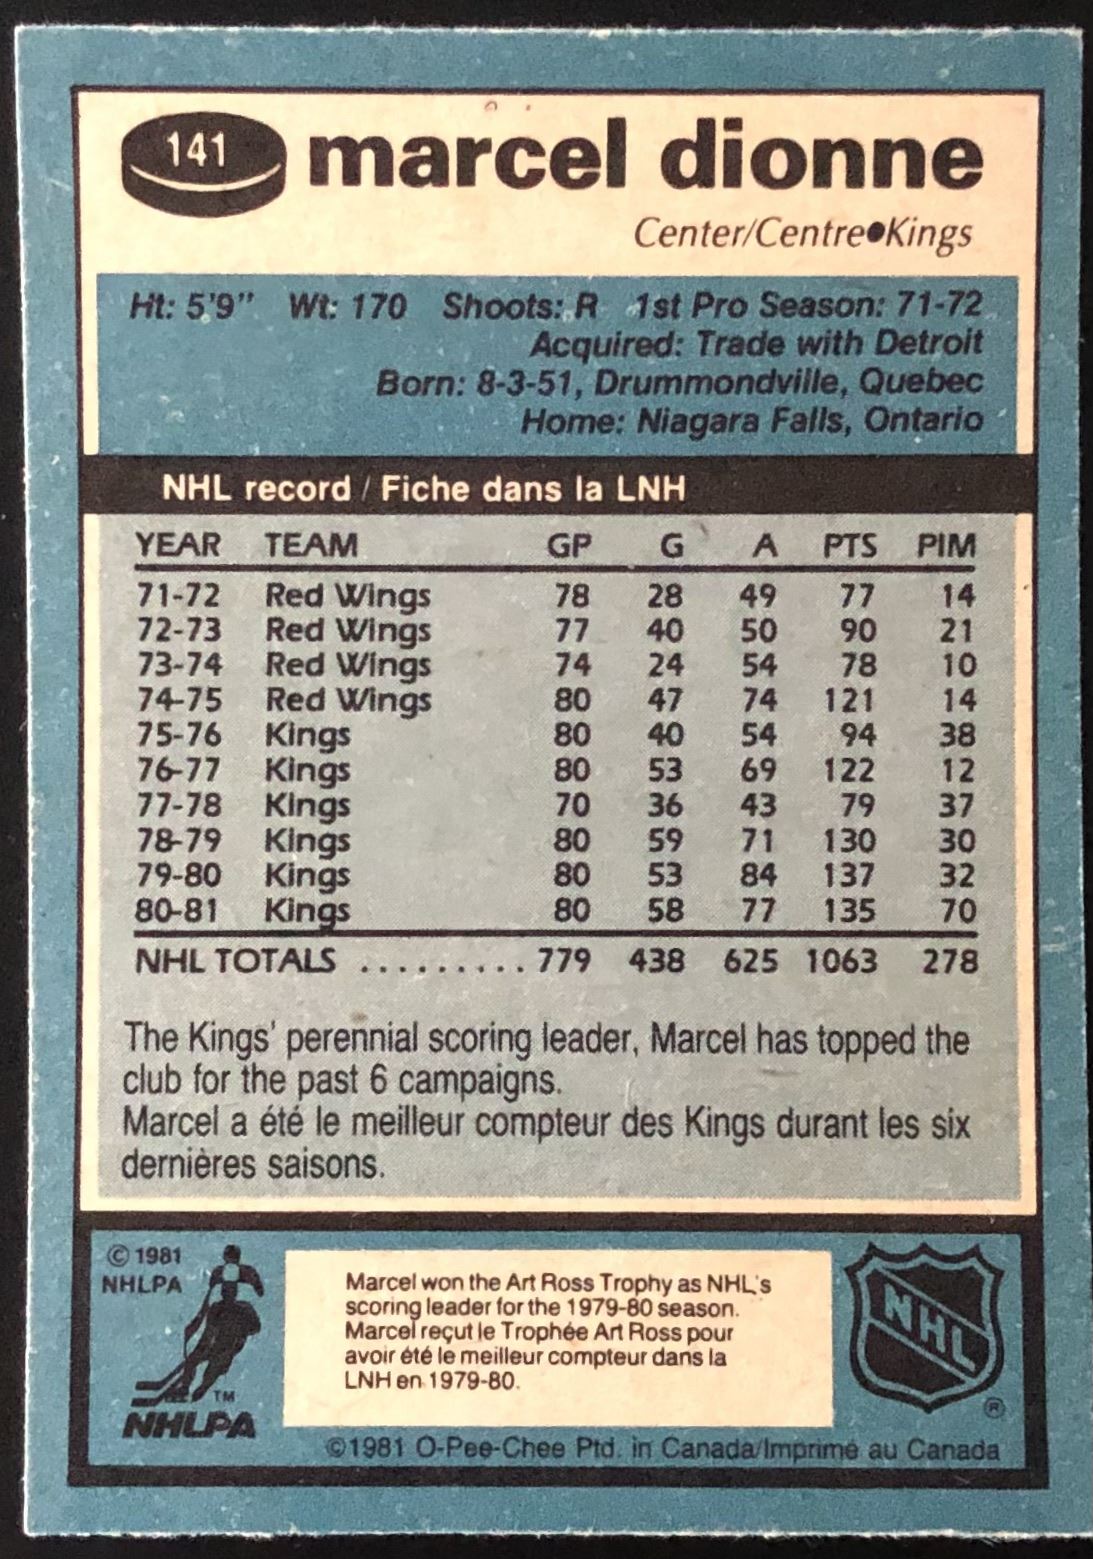 141 marcel dionne
Center/Centre●Kings
Ht: 5'9" Wt: 170 Shoots: R 1st Pro Season: 71-72
Acquired: Trade with Detroit
Born: 8-3-51, Drummondville, Quebec
Home: Niagara Falls, Ontario
NHL record / Fiche dans la LNH
YEAR TEAM GP G A PTS PIM
71-72 Red Wings 78 28 49 77 14
72-73 Red Wings 77 40 50 90 21
73-74 Red Wings 74 24 54 78 10
74-75 Red Wings 80 47 74 121 14
75-76 Kings 80 40 54 94 38
76-77 Kings 80 53 69 122 12
77-78 Kings 70 36 43 79 37
78-79 Kings 80 59 71 130 30
79-80 Kings 80 53 84 137 32
80-81 Kings 80 58 77 135 70
NHL TOTALS .......... 779 438 625 1063 278
The Kings' perennial scoring leader, Marcel has topped the
club for the past 6 campaigns.
Marcel a été le meilleur compteur des Kings durant les six
dernières saisons.
© 1981
NHLPA
TM
NHLPA
Marcel won the Art Ross Trophy as NHL's
scoring leader for the 1979-80 season.
Marcel reçut le Trophée Art Ross pour
avoir été le meilleur compteur dans la
LNH en 1979-80.
NHL
®
©1981 O-Pee-Chee Ptd. in Canada/Imprimé au Canada